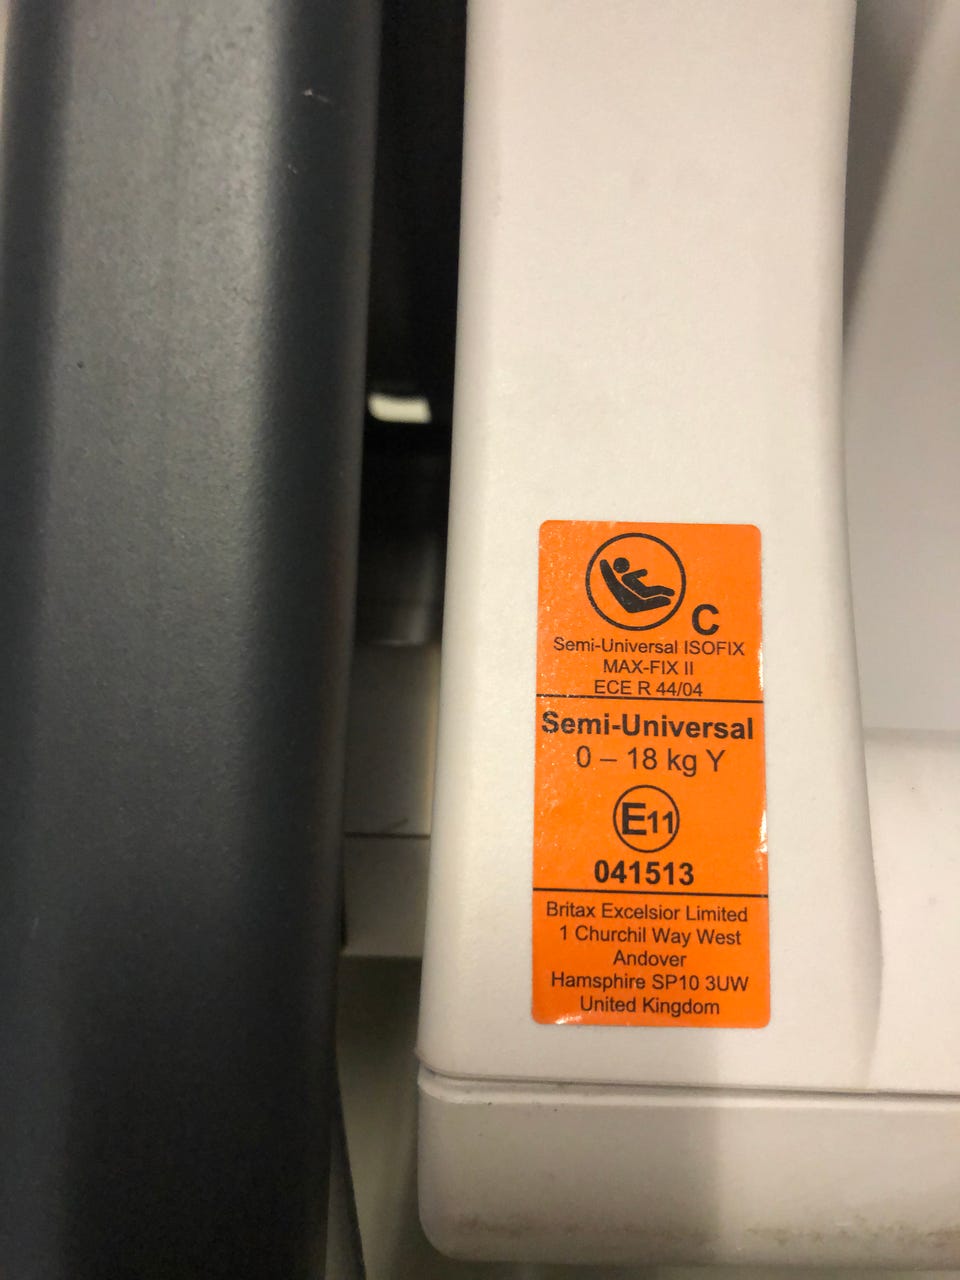 C
Semi-Universal ISOFIX
MAX-FIX II
ECE R 44/04
Semi-Universal
0 – 18 kg Y
E11
041513
Britax Excelsior Limited
1 Churchil Way West
Andover
Hamsphire SP10 3UW
United Kingdom